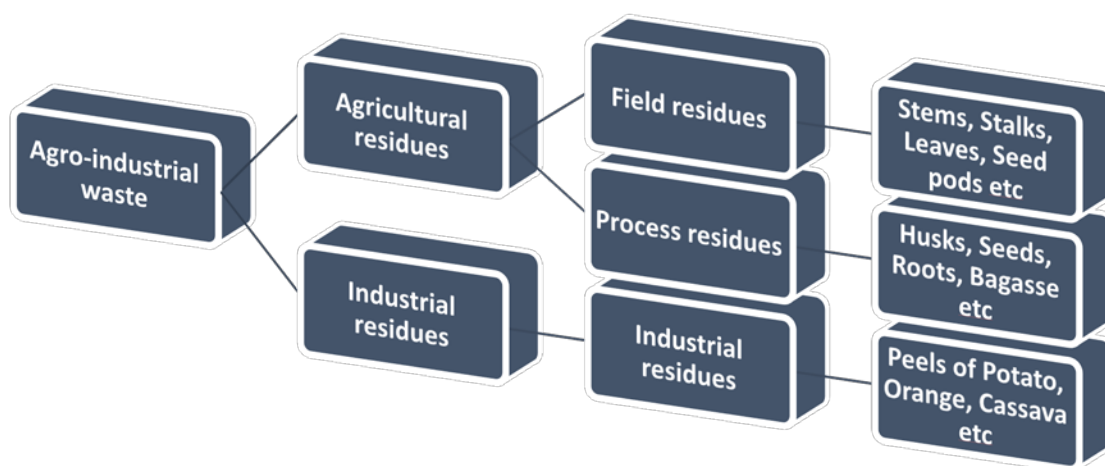 Agro-industrial
waste
Agricultural
residues
Industrial
residues
Field residues
Process residues
Industrial
residues
Stems, Stalks,
Leaves, Seed
pods etc
Husks, Seeds,
Roots, Bagasse
etc
Peels of Potato,
Orange, Cassava
etc